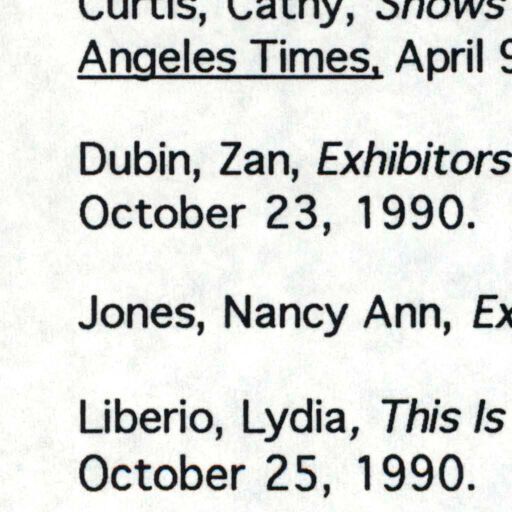 Curtis, Cathy, Shows
Angeles Times, April 9
Dubin, Zan, Exhibitors
October 23, 1990.
Jones, Nancy Ann, Ex
Liberio, Lydia, This Is
October 25, 1990.